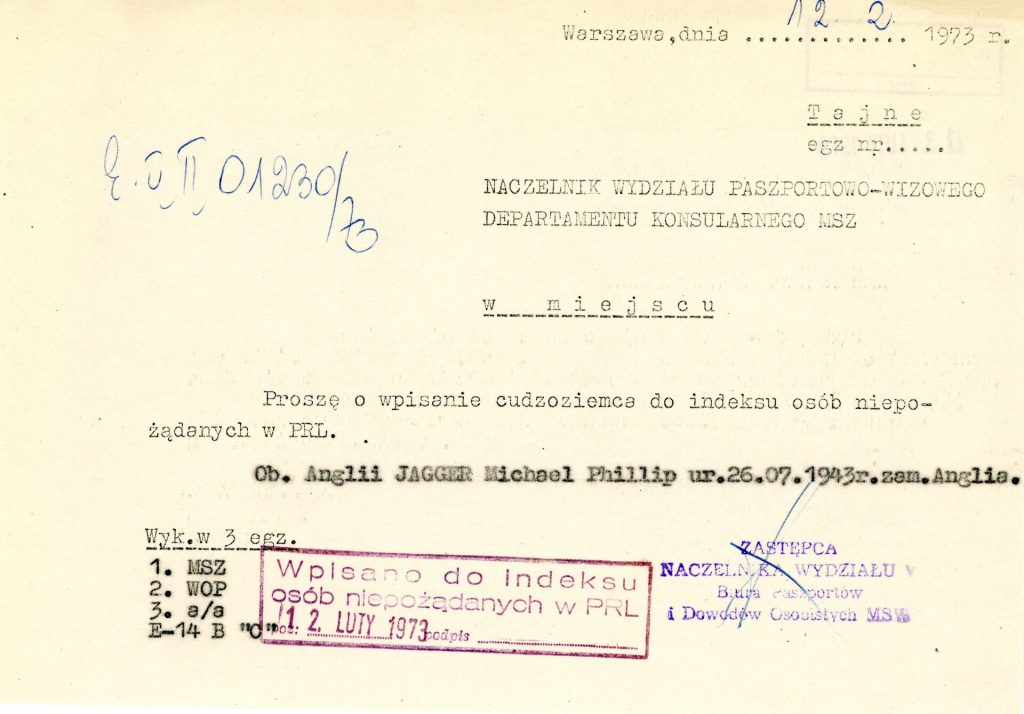 12. 2.
Warszawa,dnia ............. 1973 r.
Tajne
egz nr.....
01230/73
NACZELNIK WYDZIAŁU PASZPORTOWO-WIZOWEGO
DEPARTAMENTU KONSULARNEGO MSZ
w miejscu
Proszę o wpisanie cudzoziemca do indeksu osób niepo-
żądanych w PRL.
Ob. Anglii JAGGER Michael Phillip ur.26.07.1943r.zam.Anglia.
Wyk.w 3 egz.
1. MSZ
2. WOP
3. a/a
E-14 B "C"
Wpisano do indeksu
osób niepożądanych w PRL
12. LUTY 1973 podpis
ZASTĘPCA
NACZELNIKA WYDZIAŁU V
Biura Paszportów
i Dowodów Osobistych MSW